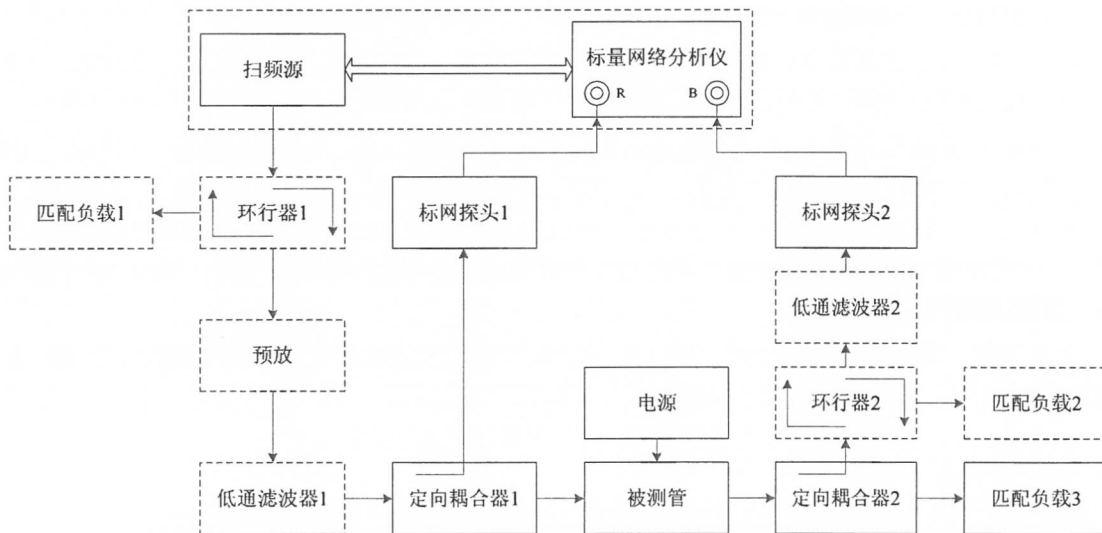 扫频源
标量网络分析仪
R
B
匹配负载1
环行器1
标网探头1
标网探头2
低通滤波器2
预放
电源
环行器2
匹配负载2
低通滤波器1
定向耦合器1
被测管
定向耦合器2
匹配负载3